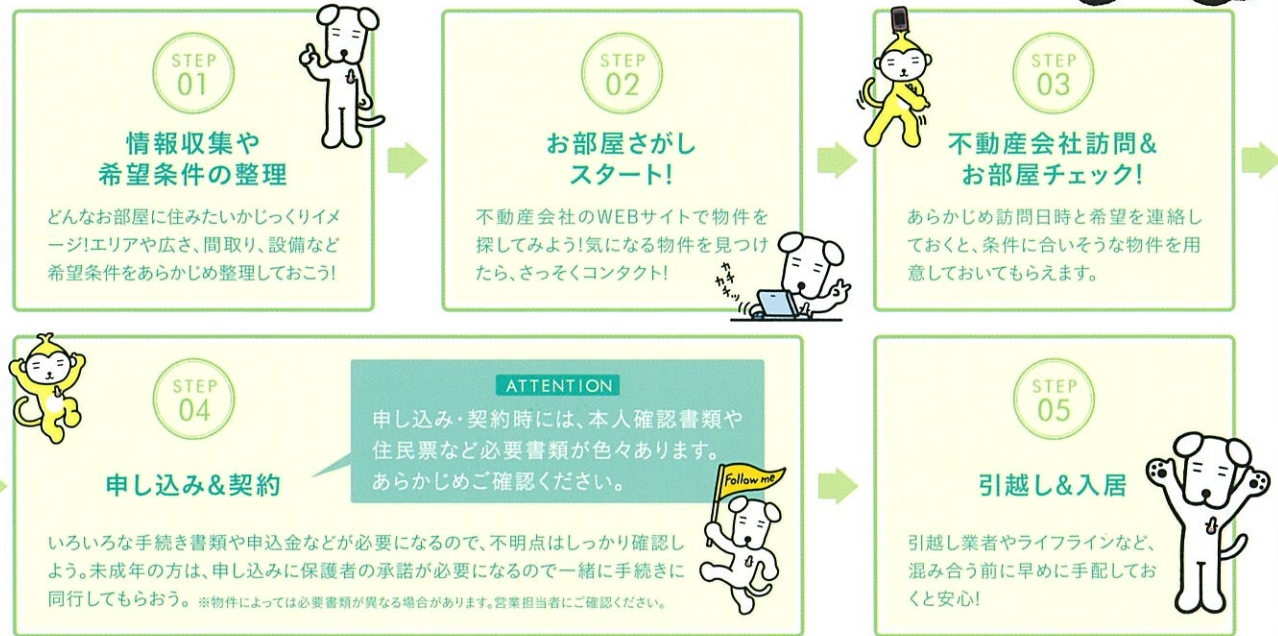 STEP
01
情報収集や
希望条件の整理
どんなお部屋に住みたいかじっくりイメ
ージ!エリアや広さ、間取り、設備など
希望条件をあらかじめ整理しておこう!
STEP
02
お部屋さがし
スタート!
不動産会社のWEBサイトで物件を
探してみよう!気になる物件を見つけ
たら、さっそくコンタクト!
カチ
カチッ
STEP
03
不動産会社訪問&
お部屋チェック!
あらかじめ訪問日時と希望を連絡し
ておくと、条件に合いそうな物件を用
意しておいてもらえます。
STEP
04
申し込み&契約
ATTENTION
申し込み・契約時には、本人確認書類や
住民票など必要書類が色々あります。
あらかじめご確認ください。
Follow me
いろいろな手続き書類や申込金などが必要になるので、不明点はしっかり確認し
よう。未成年の方は、申し込みに保護者の承諾が必要になるので一緒に手続きに
同行してもらおう。 ※物件によっては必要書類が異なる場合があります。営業担当者にご確認ください。
STEP
05
引越し&入居
引越し業者やライフラインなど、
混み合う前に早めに手配してお
くと安心!